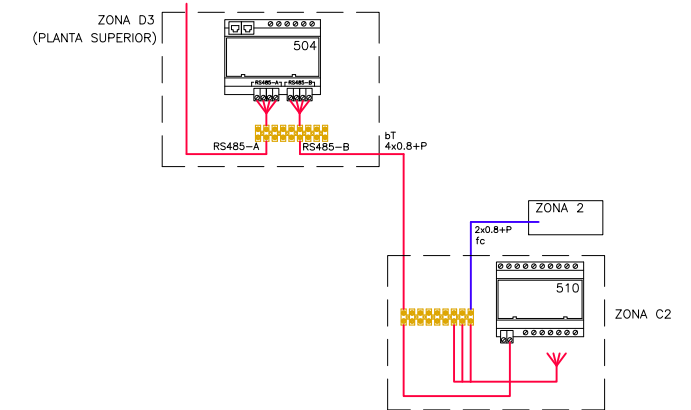 ZONA D3
(PLANTA SUPERIOR)
504
RS485-A
RS485-B
RS485-A
RS485-B
bT
4x0.8+P
ZONA 2
2x0.8+P
fc
510
ZONA C2